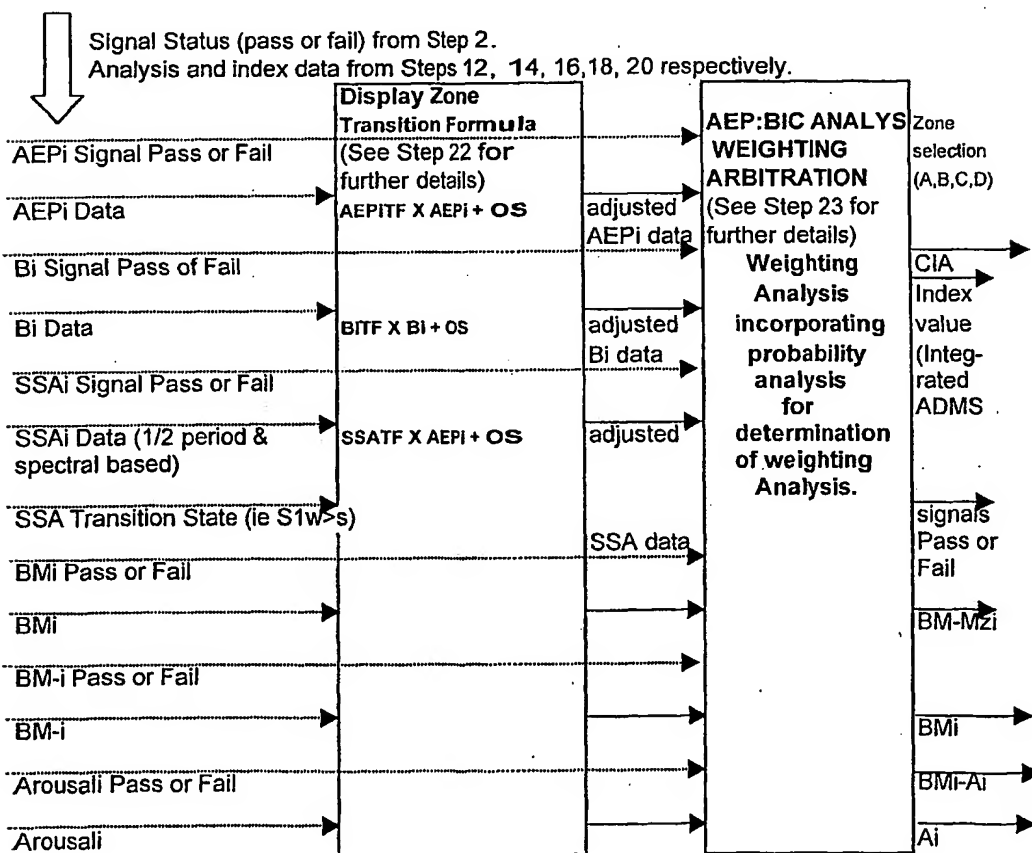 Signal Status (pass or fail) from Step 2.
Analysis and index data from Steps 12, 14, 16,18, 20 respectively.
Display Zone
Transition Formula
(See Step 22 for
further details)
AEPiTF X AEPi + OS
BITF X Bi + OS
SSATF X AEPi + OS
AEPi Signal Pass or Fail
AEPi Data
Bi Signal Pass of Fail
Bi Data
SSAi Signal Pass or Fail
SSAi Data (1/2 period &
spectral based)
SSA Transition State (ie S1w>s)
BMi Pass or Fail
BMi
BM-i Pass or Fail
BM-i
Arousali Pass or Fail
Arousali
adjusted
AEPi data
adjusted
Bi data
adjusted
SSA data
AEP:BIC ANALYS
WEIGHTING
ARBITRATION
(See Step 23 for
further details)
Weighting
Analysis
incorporating
probability
analysis
for
determination
of weighting
Analysis.
Zone
selection
(A,B,C,D)
CIA
Index
value
(Integ-
rated
ADMS
signals
Pass or
Fail
BM-Mzi
BMi
BMi-Ai
Ai